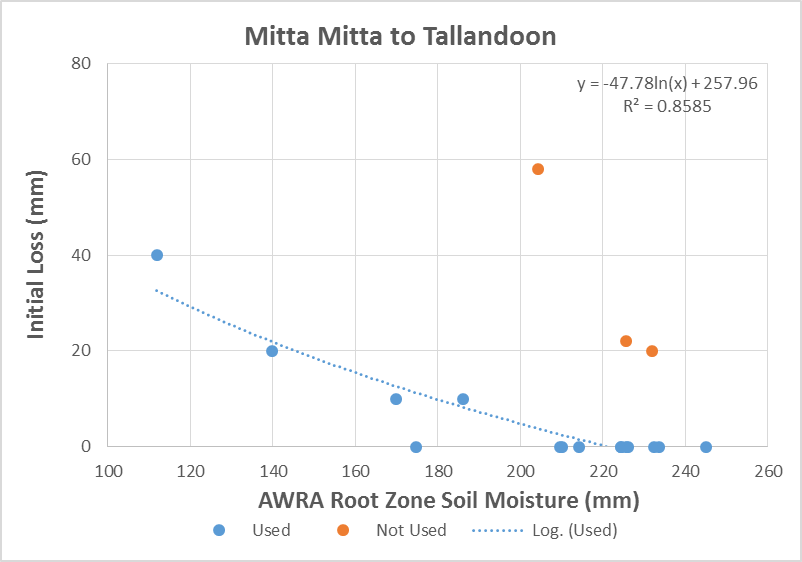 Mitta Mitta to Tallandoon
y = -47.78ln(x) + 257.96
R² = 0.8585
Initial Loss (mm)
80
60
40
20
0
100 120 140 160 180 200 220 240 260
AWRA Root Zone Soil Moisture (mm)
Used Not Used Log. (Used)